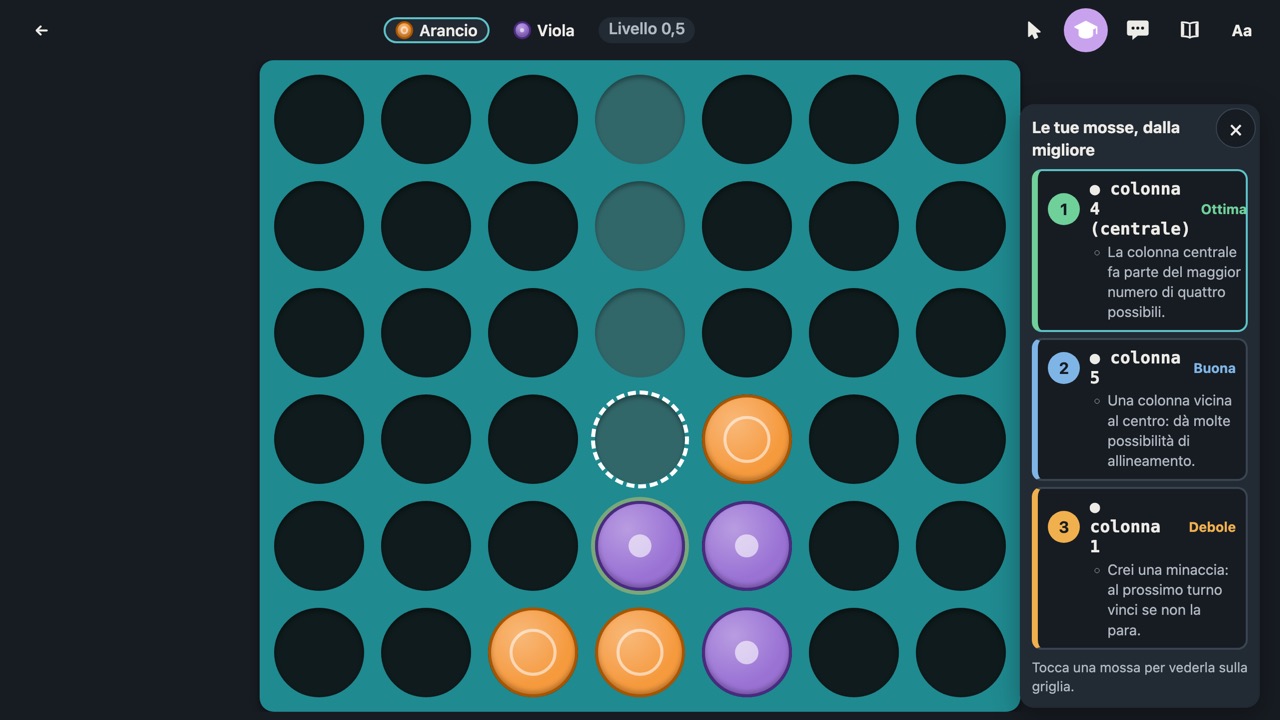 Arancio
Viola
Livello 0,5
Aa
Le tue mosse, dalla
migliore
1
colonna
4
(centrale)
Ottima
La colonna centrale
fa parte del maggior
numero di quattro
possibili.
2
colonna
5
Buona
Una colonna vicina
al centro: dà molte
possibilità di
allineamento.
3
colonna
1
Debole
Crei una minaccia:
al prossimo turno
vinci se non la
para.
Tocca una mossa per vederla sulla
griglia.